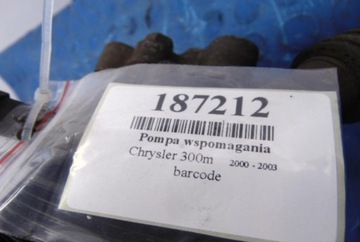 187212
Pompa wspomagania
Chrysler 300m 2000 - 2003
barcode